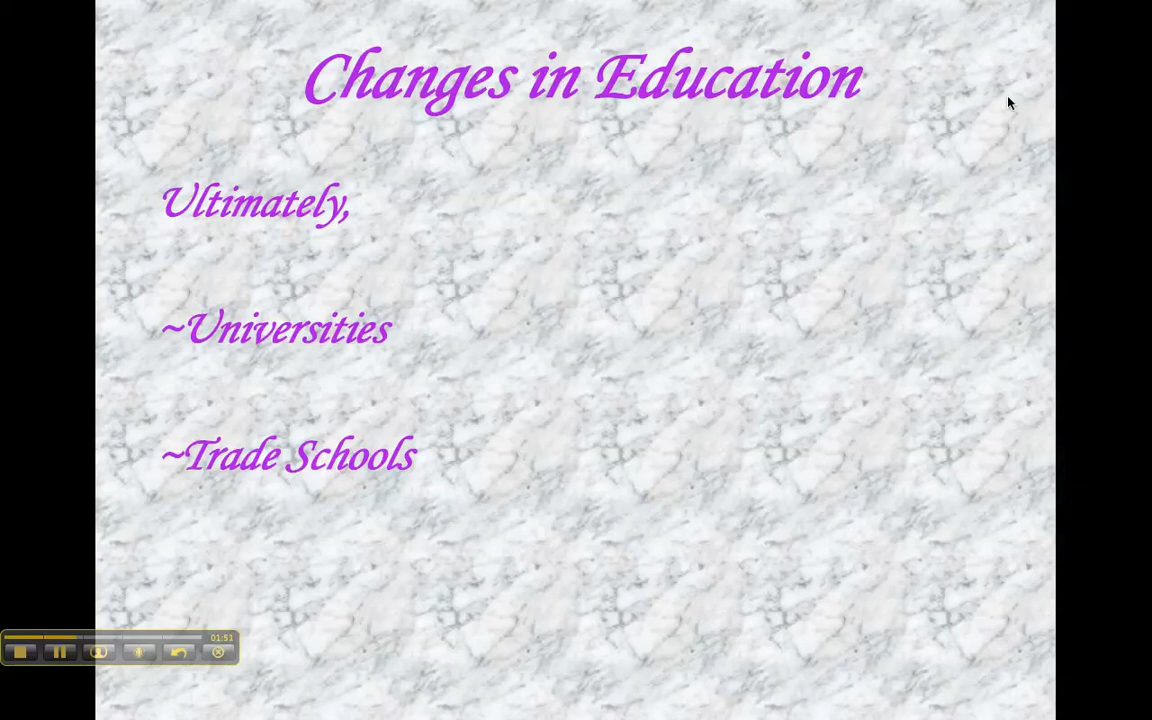 Changes in Education
Ultimately,
~Universities
~Trade Schools
01:51